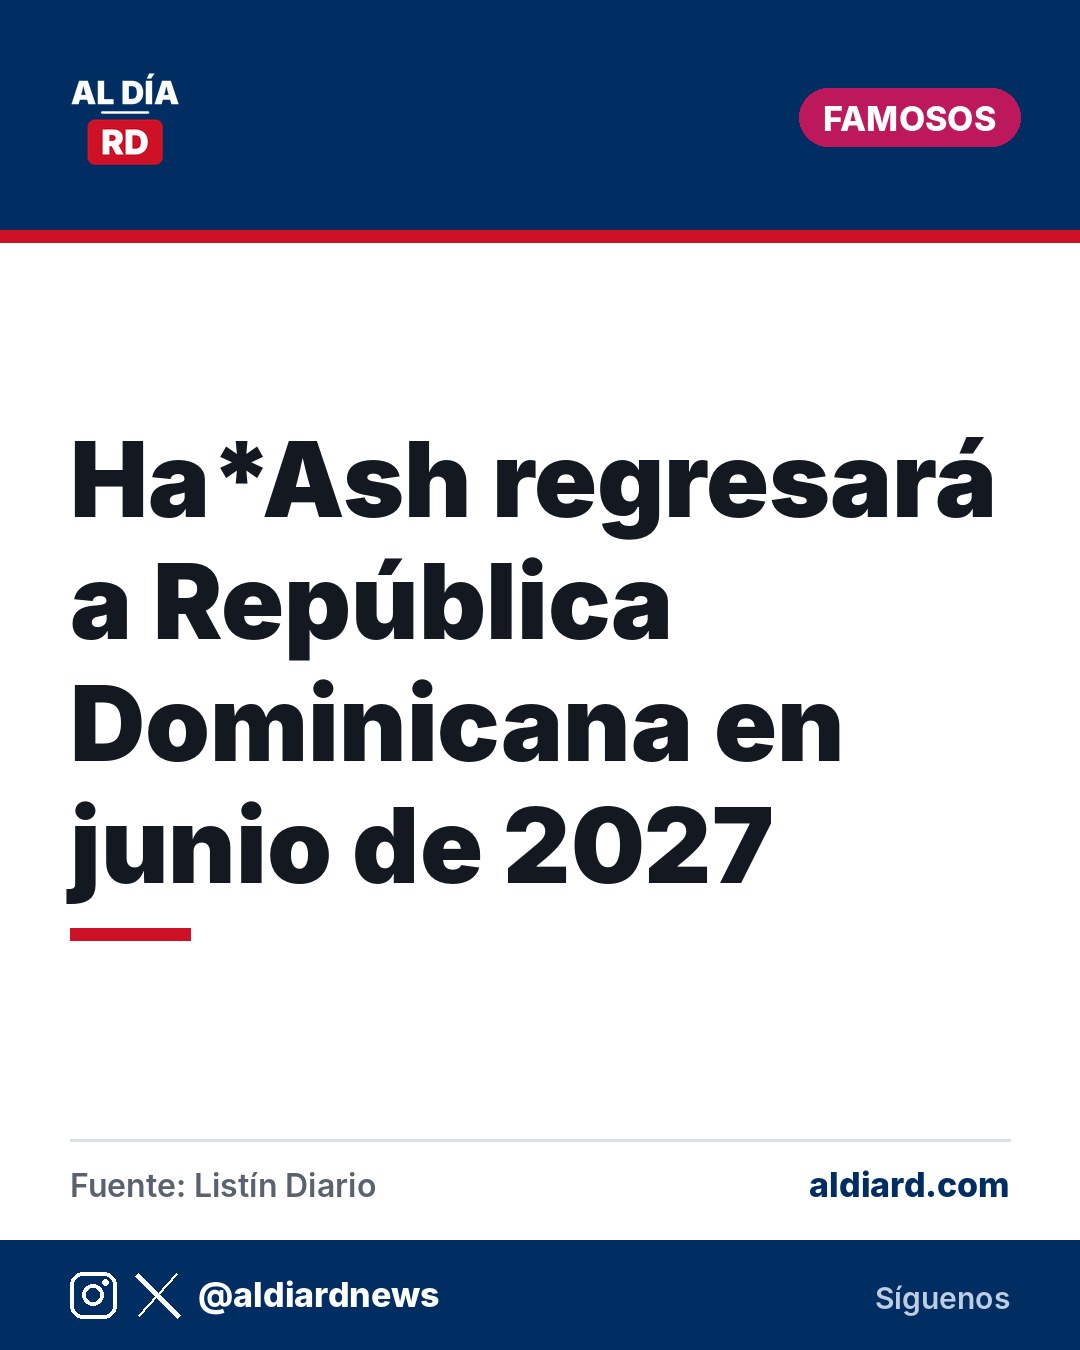 AL DÍA
RD
FAMOSOS
Ha*Ash regresará
a República
Dominicana en
junio de 2027
Fuente: Listín Diario
aldiard.com
@aldiardnews
Síguenos